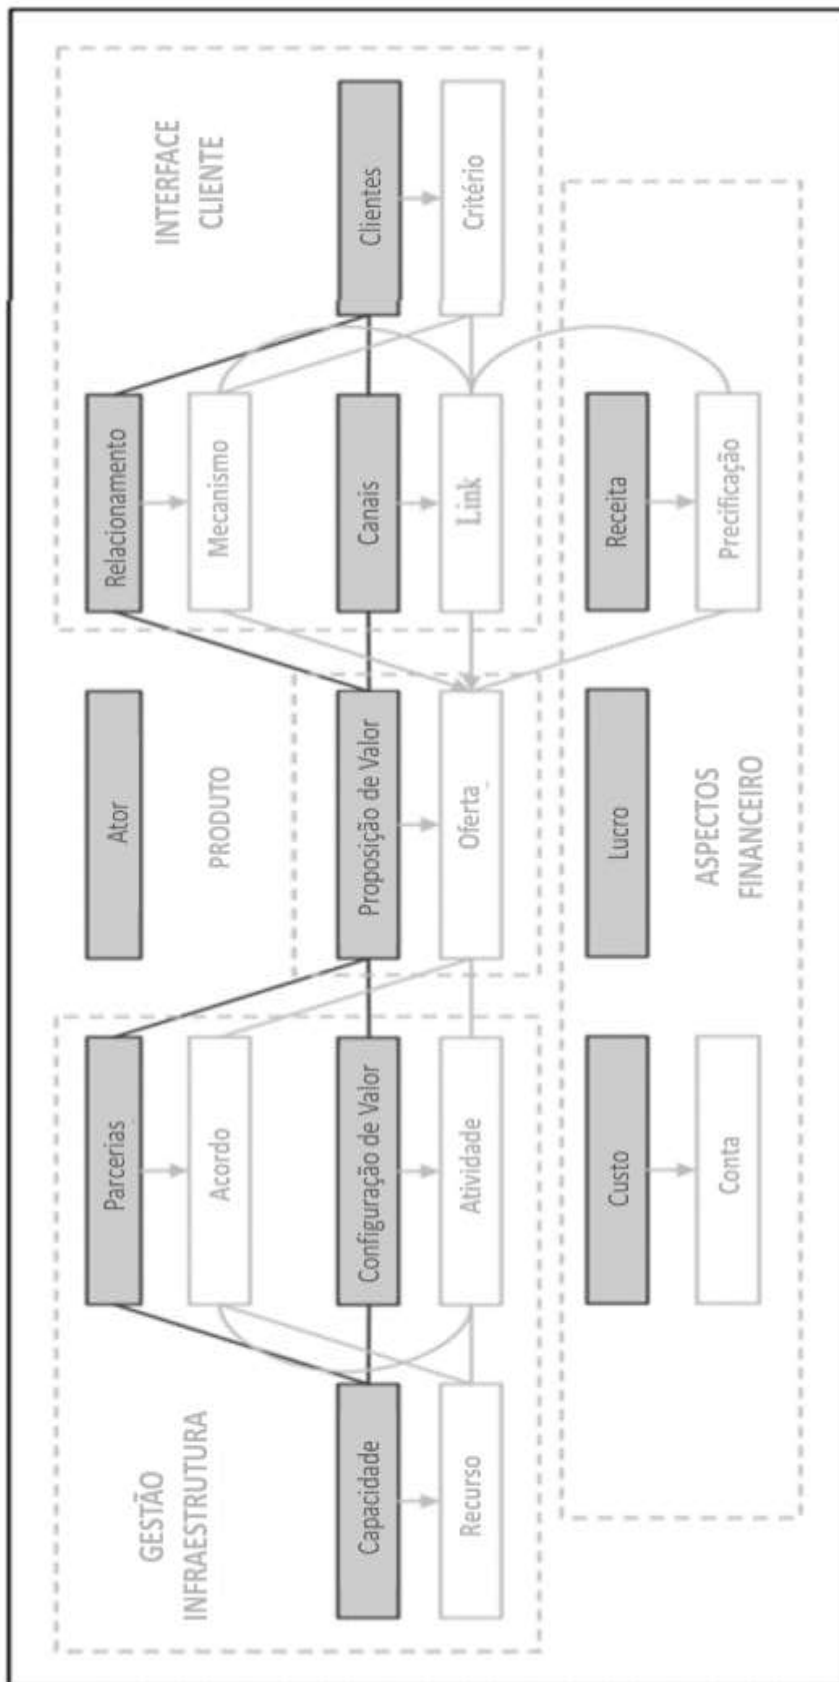 GESTÃO
INFRAESTRUTURA
Parcerias
Acordo
Capacidade
Recurso
Configuração de Valor
Atividade
Ator
PRODUTO
Proposição de Valor
Oferta_
INTERFACE
CLIENTE
Relacionamento
Mecanismo
Canais
Link
Clientes
Critério
Custo
Conta
Lucro
ASPECTOS
FINANCEIRO
Receita
Precificação